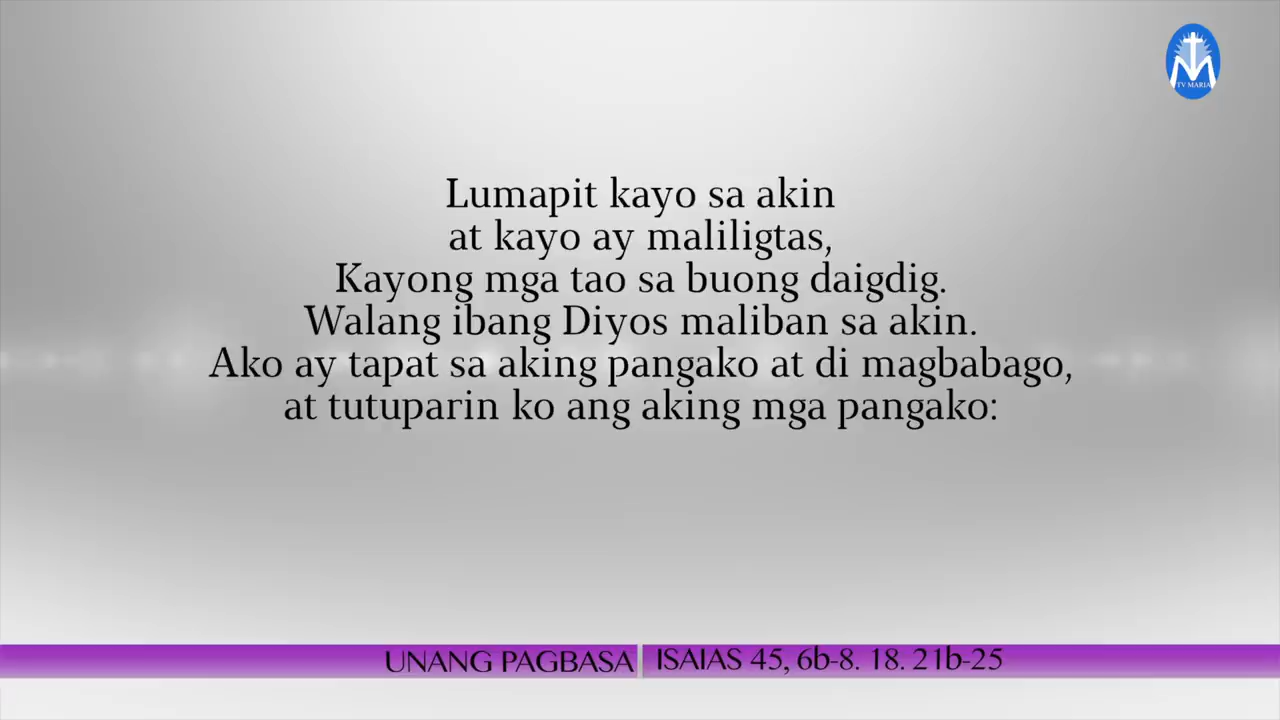 TV MARIA
Lumapit kayo sa akin
at kayo ay maliligtas,
Kayong mga tao sa buong daigdig.
Walang ibang Diyos maliban sa akin.
Ako ay tapat sa aking pangako at di magbabago,
at tutuparin ko ang aking mga pangako:
UNANG PAGBASA
ISAIAS 45, 6b-8. 18. 21b-25